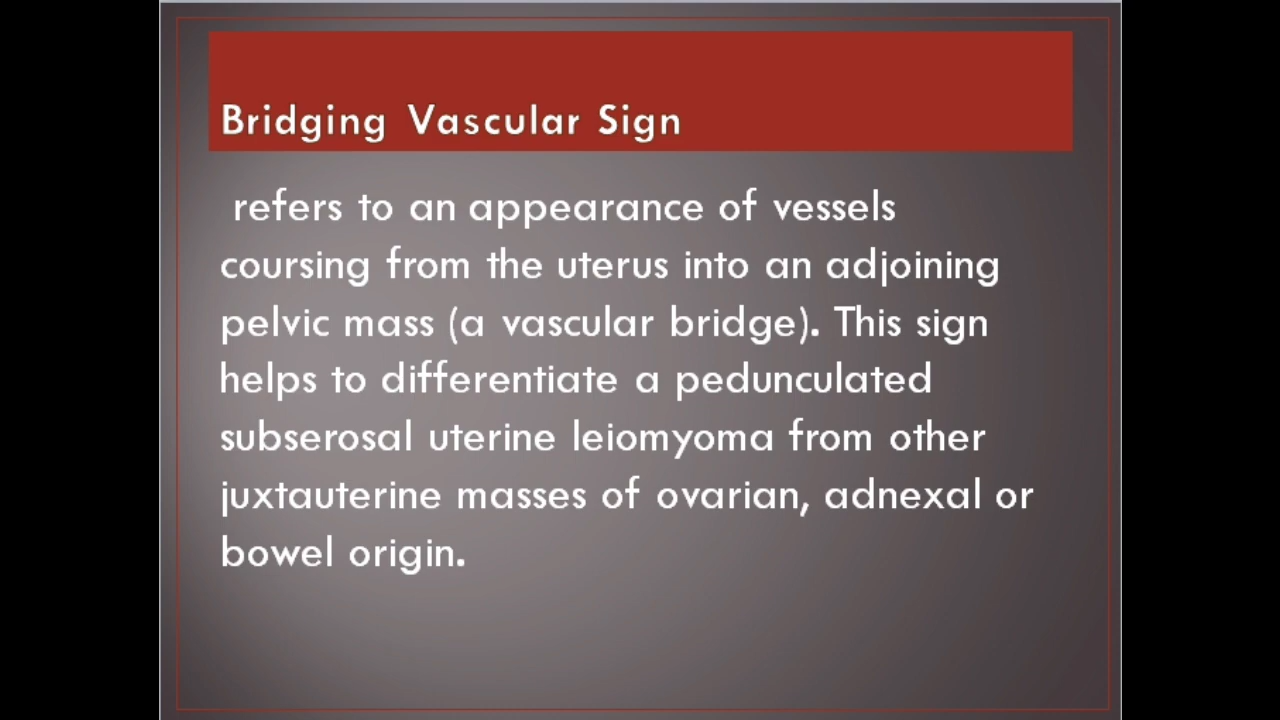 Bridging Vascular Sign
refers to an appearance of vessels
coursing from the uterus into an adjoining
pelvic mass (a vascular bridge). This sign
helps to differentiate a pedunculated
subserosal uterine leiomyoma from other
juxtauterine masses of ovarian, adnexal or
bowel origin.